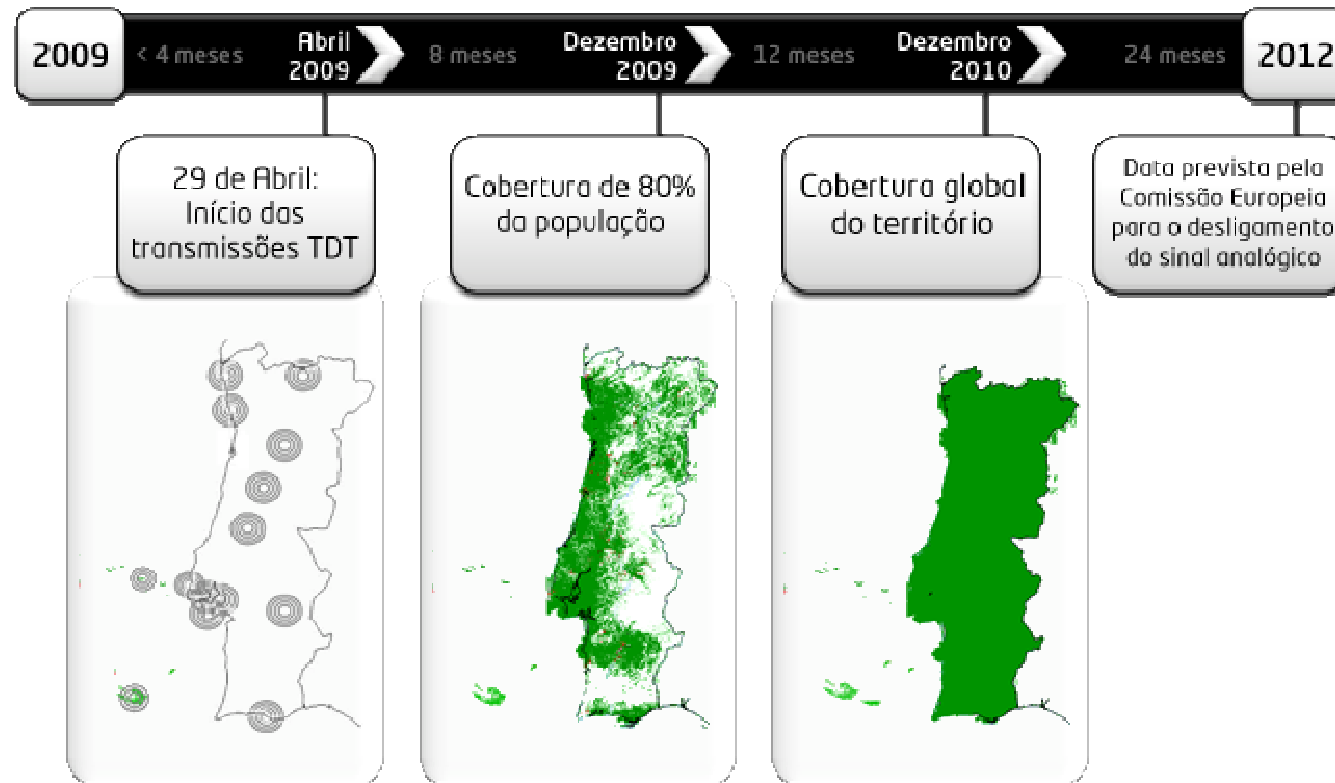 2009
< 4 meses
Abril
2009
8 meses
Dezembro
2009
12 meses
Dezembro
2010
24 meses
2012
29 de Abril:
Início das
transmissões TDT
Cobertura de 80%
da população
Cobertura global
do território
Data prevista pela
Comissão Europeia
para o desligamento
do sinal analógico